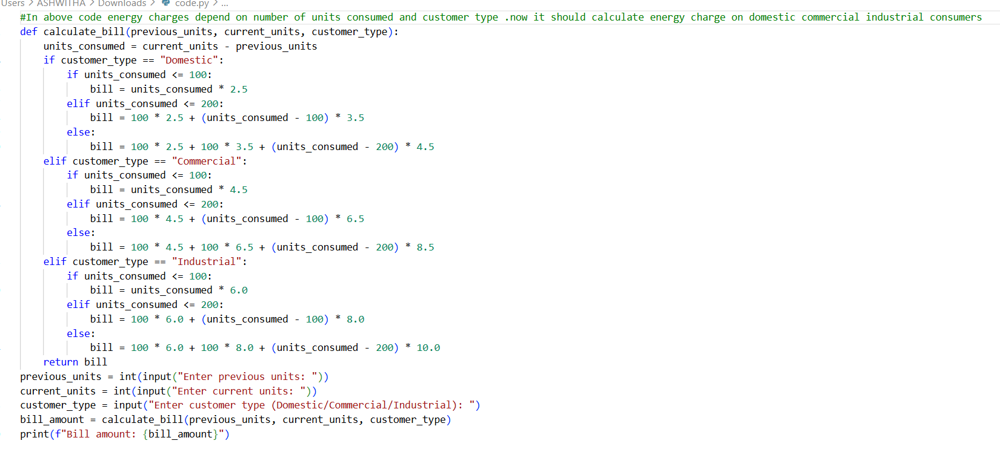 Users > ASHWITHA > Downloads > code.py > ...
#In above code energy charges depend on number of units consumed and customer type .now it should calculate energy charge on domestic commercial industrial consumers
def calculate_bill(previous_units, current_units, customer_type):
    units_consumed = current_units - previous_units
    if customer_type == "Domestic":
        if units_consumed <= 100:
            bill = units_consumed * 2.5
        elif units_consumed <= 200:
            bill = 100 * 2.5 + (units_consumed - 100) * 3.5
        else:
            bill = 100 * 2.5 + 100 * 3.5 + (units_consumed - 200) * 4.5
    elif customer_type == "Commercial":
        if units_consumed <= 100:
            bill = units_consumed * 4.5
        elif units_consumed <= 200:
            bill = 100 * 4.5 + (units_consumed - 100) * 6.5
        else:
            bill = 100 * 4.5 + 100 * 6.5 + (units_consumed - 200) * 8.5
    elif customer_type == "Industrial":
        if units_consumed <= 100:
            bill = units_consumed * 6.0
        elif units_consumed <= 200:
            bill = 100 * 6.0 + (units_consumed - 100) * 8.0
        else:
            bill = 100 * 6.0 + 100 * 8.0 + (units_consumed - 200) * 10.0
    return bill
previous_units = int(input("Enter previous units: "))
current_units = int(input("Enter current units: "))
customer_type = input("Enter customer type (Domestic/Commercial/Industrial): ")
bill_amount = calculate_bill(previous_units, current_units, customer_type)
print(f"Bill amount: {bill_amount}")